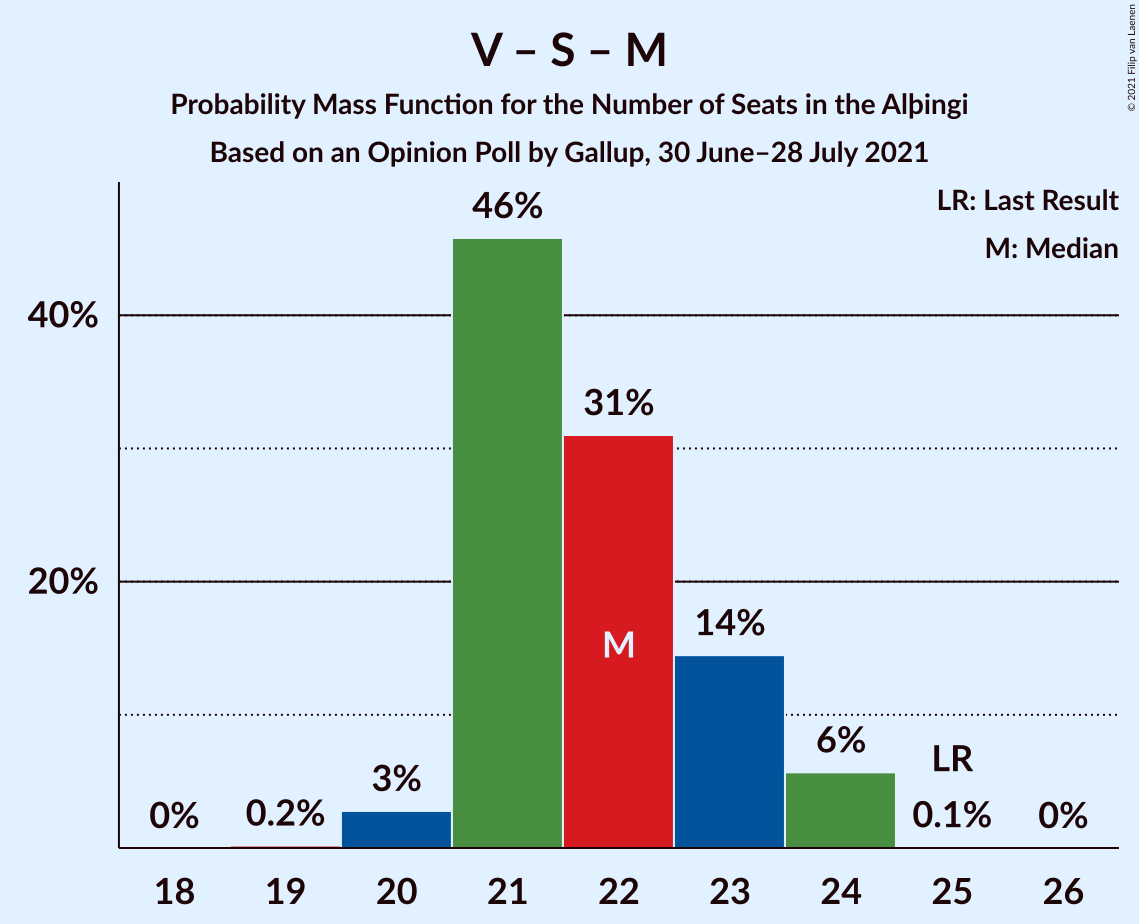 V – S – M
Probability Mass Function for the Number of Seats in the Alþingi
Based on an Opinion Poll by Gallup, 30 June–28 July 2021
© 2021 Filip van Laenen
LR: Last Result
M: Median
40%
20%
0%
0.2%
3%
46%
31%
M
14%
6%
LR
0.1%
0%
18 19 20 21 22 23 24 25 26